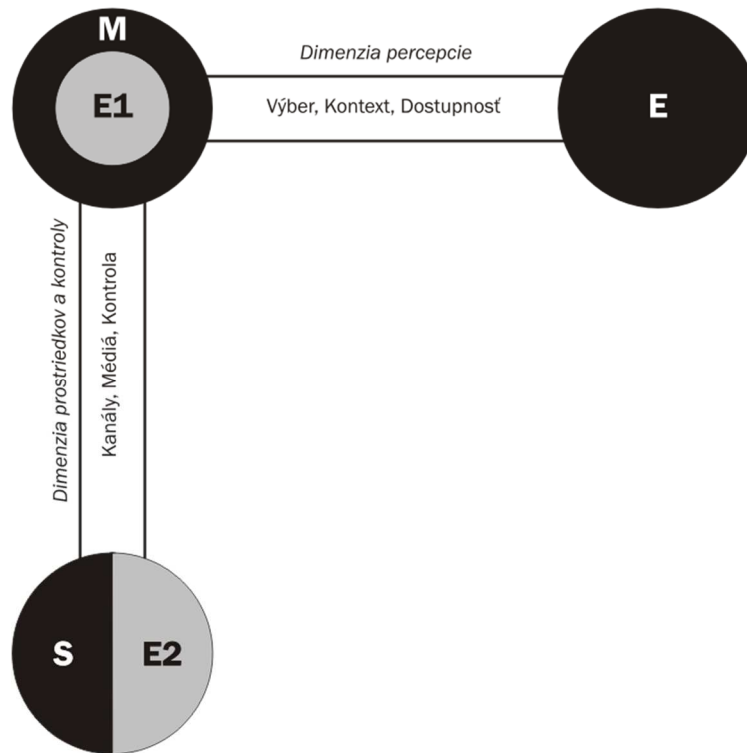 M
E1
Dimenzia percepcie
Výber, Kontext, Dostupnosť
E
Dimenzia prostriedkov a kontroly
Kanály, Médiá, Kontrola
S
E2